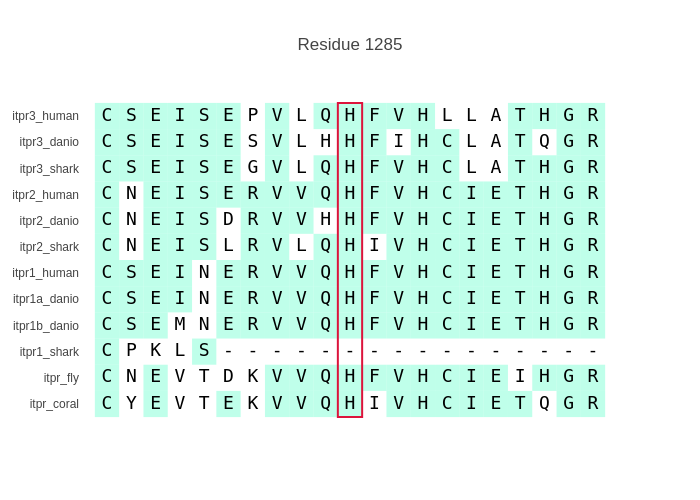 Residue 1285
itpr3_human C S E I S E P V L Q H F V H L L A T H G R
itpr3_danio C S E I S E S V L H H F I H C L A T Q G R
itpr3_shark C S E I S E G V L Q H F V H C L A T H G R
itpr2_human C N E I S E R V V Q H F V H C I E T H G R
itpr2_danio C N E I S D R V V H H F V H C I E T H G R
itpr2_shark C N E I S L R V L Q H I V H C I E T H G R
itpr1_human C S E I N E R V V Q H F V H C I E T H G R
itpr1a_danio C S E I N E R V V Q H F V H C I E T H G R
itpr1b_danio C S E M N E R V V Q H F V H C I E T H G R
itpr1_shark C P K L S - - - - - - - - - - - - - - - -
itpr_fly C N E V T D K V V Q H F V H C I E I H G R
itpr_coral C Y E V T E K V V Q H I V H C I E T Q G R